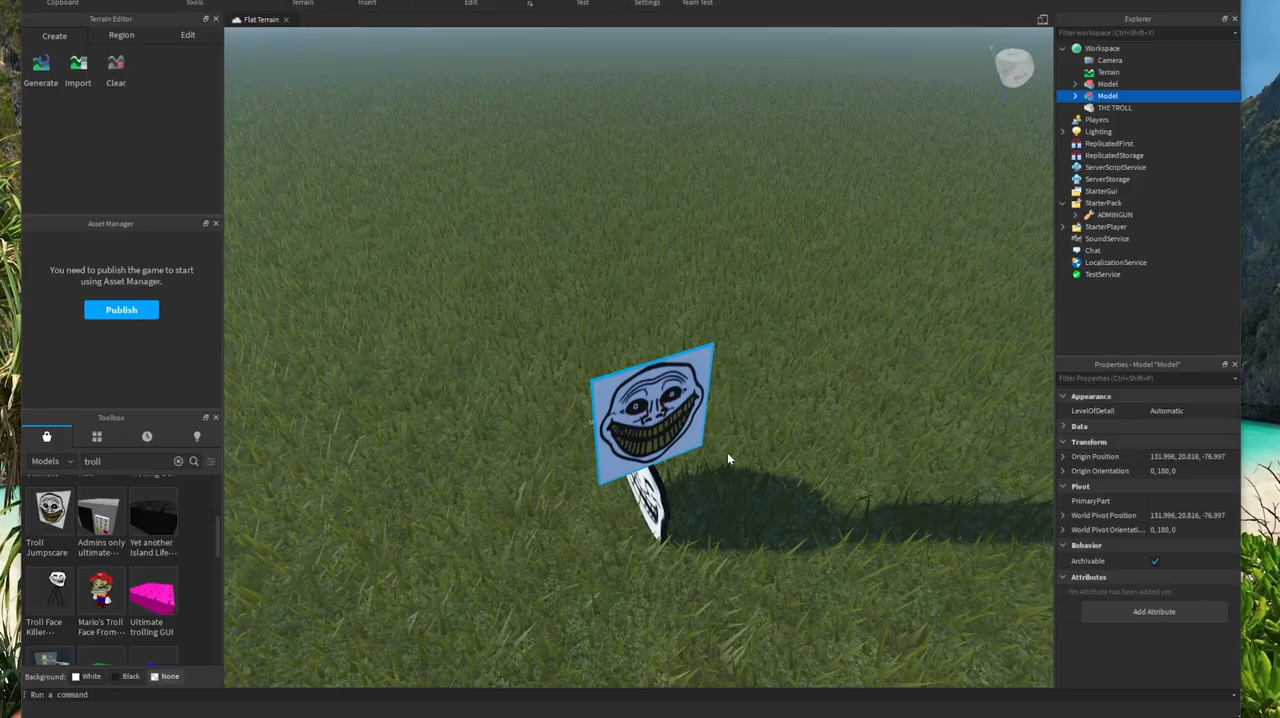 Clipboard
Tools
Terrain
Insert
Edit
Test
Settings
Team Test
Terrain Editor
Create
Region
Edit
Generate
Import
Clear
Asset Manager
You need to publish the game to start
using Asset Manager.
Publish
Toolbox
Models
troll
Troll
Jumpscare
Admins only
ultimate...
Yet another
Island Life...
Troll Face
Killer...
Mario's Troll
Face From...
Ultimate
trolling GUI
Background:
White
Black
None
Run a command
Flat Terrain
Explorer
Filter workspace (Ctrl+Shift+X)
Workspace
Camera
Terrain
Model
Model
THE TROLL
Players
Lighting
ReplicatedFirst
ReplicatedStorage
ServerScriptService
ServerStorage
StarterGui
StarterPack
ADMINGUN
StarterPlayer
SoundService
Chat
LocalizationService
TestService
Properties - Model "Model"
Filter Properties (Ctrl+Shift+P)
Appearance
LevelOfDetail
Automatic
Data
Transform
Origin Position
131.996, 20.816, -76.997
Origin Orientation
0,180,0
Pivot
PrimaryPart
World Pivot Position
131.996, 20.816, -76.997
World Pivot Orientati...
0,180,0
Behavior
Archivable
Attributes
No Attribute has been added yet
Add Attribute